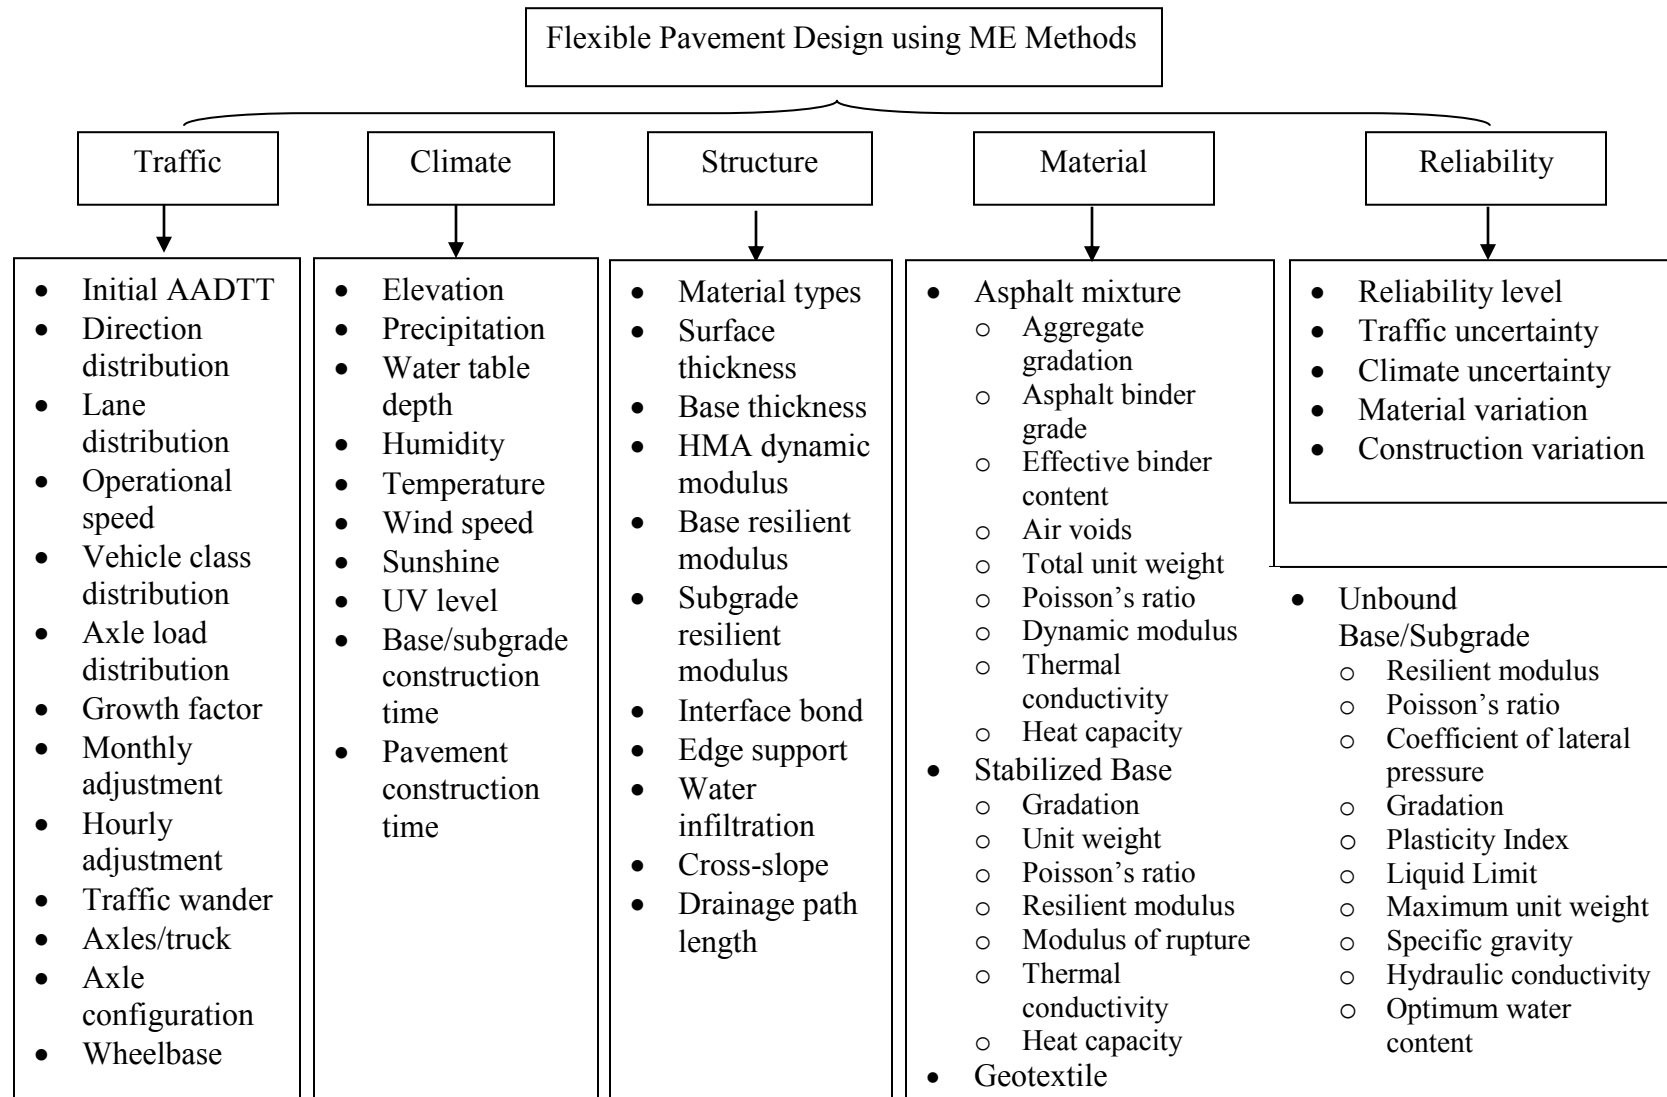 Flexible Pavement Design using ME Methods
Traffic
Climate
Structure
Material
Reliability
• Initial AADTT
• Direction
distribution
• Lane
distribution
• Operational
speed
• Vehicle class
distribution
• Axle load
distribution
• Growth factor
• Monthly
adjustment
• Hourly
adjustment
• Traffic wander
• Axles/truck
• Axle
configuration
• Wheelbase
• Elevation
• Precipitation
• Water table
depth
• Humidity
• Temperature
• Wind speed
• Sunshine
• UV level
• Base/subgrade
construction
time
• Pavement
construction
time
• Material types
• Surface
thickness
• Base thickness
• HMA dynamic
modulus
• Base resilient
modulus
• Subgrade
resilient
modulus
• Interface bond
• Edge support
• Water
infiltration
• Cross-slope
• Drainage path
length
• Asphalt mixture
o Aggregate
gradation
o Asphalt binder
grade
o Effective binder
content
o Air voids
o Total unit weight
o Poisson’s ratio
o Dynamic modulus
o Thermal
conductivity
o Heat capacity
• Stabilized Base
o Gradation
o Unit weight
o Poisson’s ratio
o Resilient modulus
o Modulus of rupture
o Thermal
conductivity
o Heat capacity
• Geotextile
• Reliability level
• Traffic uncertainty
• Climate uncertainty
• Material variation
• Construction variation
• Unbound
Base/Subgrade
o Resilient modulus
o Poisson’s ratio
o Coefficient of lateral
pressure
o Gradation
o Plasticity Index
o Liquid Limit
o Maximum unit weight
o Specific gravity
o Hydraulic conductivity
o Optimum water
content